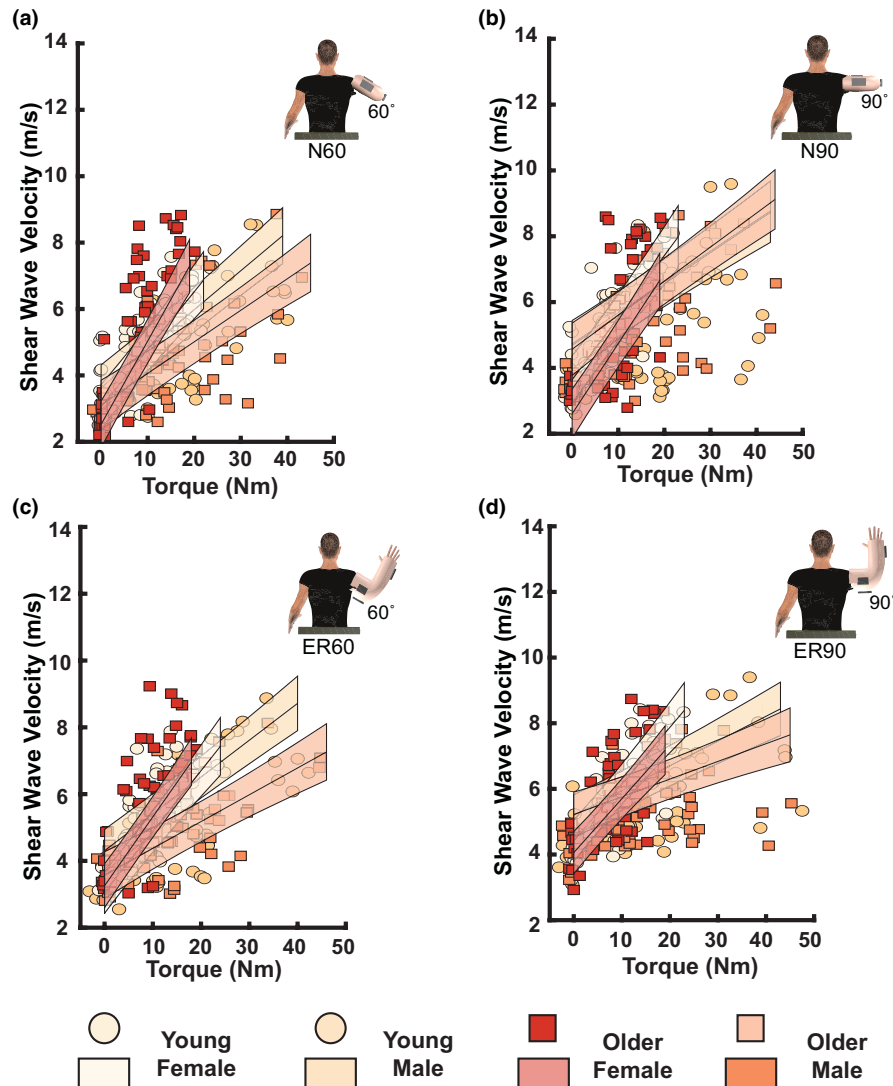 (a)
(b)
14
12
10
8
6
4
2
Shear Wave Velocity (m/s)
60°
N60
0
10
20
30
40
50
Torque (Nm)
14
12
10
8
6
4
2
Shear Wave Velocity (m/s)
90°
N90
0
10
20
30
40
50
Torque (Nm)
(c)
(d)
14
12
10
8
6
4
2
Shear Wave Velocity (m/s)
60°
ER60
0
10
20
30
40
50
Torque (Nm)
14
12
10
8
6
4
2
Shear Wave Velocity (m/s)
90°
ER90
0
10
20
30
40
50
Torque (Nm)
Young
Female
Young
Male
Older
Female
Older
Male